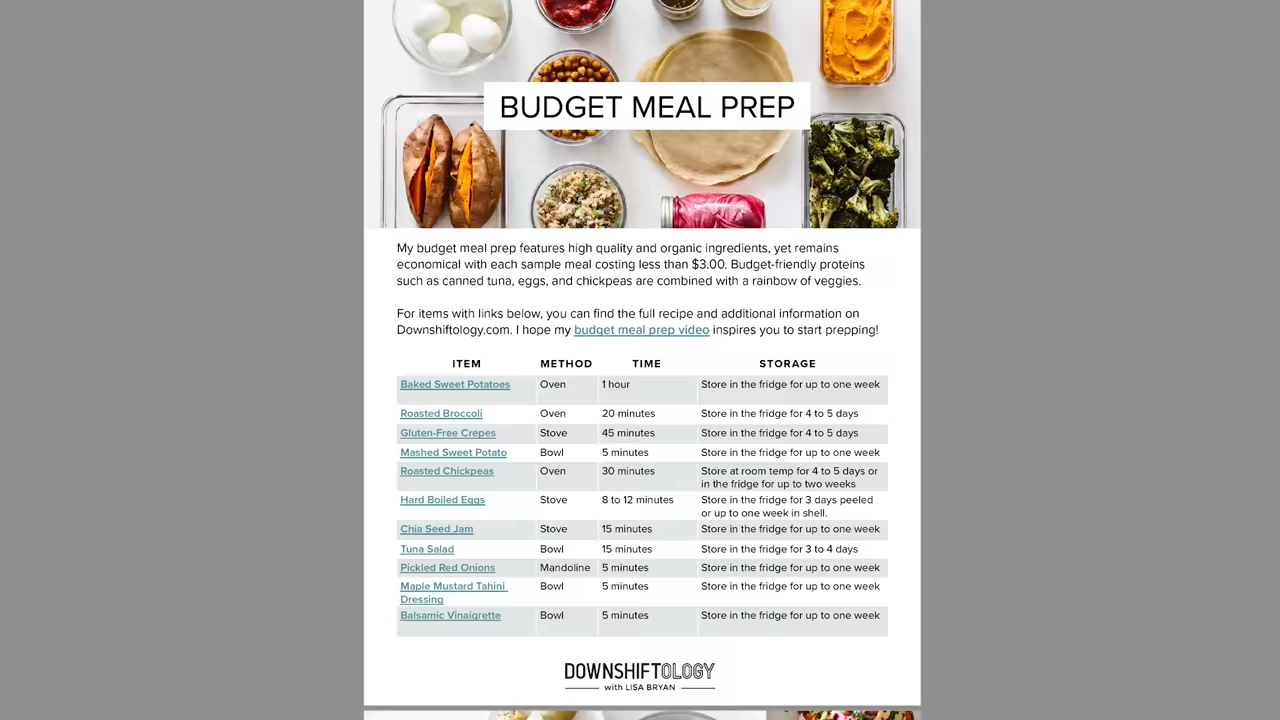 BUDGET MEAL PREP
My budget meal prep features high quality and organic ingredients, yet remains
economical with each sample meal costing less than $3.00. Budget-friendly proteins
such as canned tuna, eggs, and chickpeas are combined with a rainbow of veggies.
For items with links below, you can find the full recipe and additional information on
Downshiftology.com. I hope my budget meal prep video inspires you to start prepping!
ITEM METHOD TIME STORAGE
Baked Sweet Potatoes Oven 1 hour Store in the fridge for up to one week
Roasted Broccoli Oven 20 minutes Store in the fridge for 4 to 5 days
Gluten-Free Crepes Stove 45 minutes Store in the fridge for 4 to 5 days
Mashed Sweet Potato Bowl 5 minutes Store in the fridge for up to one week
Roasted Chickpeas Oven 30 minutes Store at room temp for 4 to 5 days or
in the fridge for up to two weeks
Hard Boiled Eggs Stove 8 to 12 minutes Store in the fridge for 3 days peeled
or up to one week in shell.
Chia Seed Jam Stove 15 minutes Store in the fridge for up to one week
Tuna Salad Bowl 15 minutes Store in the fridge for 3 to 4 days
Pickled Red Onions Mandoline 5 minutes Store in the fridge for up to one week
Maple Mustard Tahini Bowl 5 minutes Store in the fridge for up to one week
Dressing
Balsamic Vinaigrette Bowl 5 minutes Store in the fridge for up to one week
DOWNSHIFTOLOGY
with LISA BRYAN